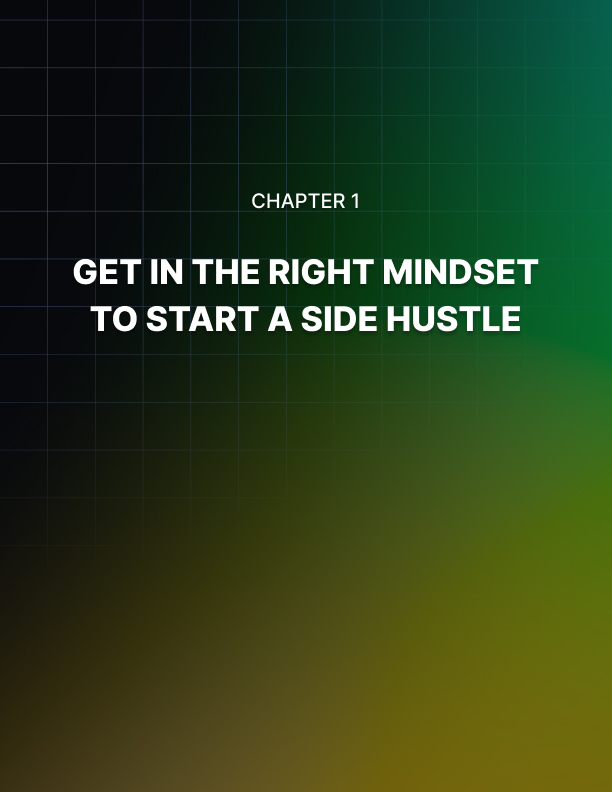 CHAPTER 1
GET IN THE RIGHT MINDSET
TO START A SIDE HUSTLE